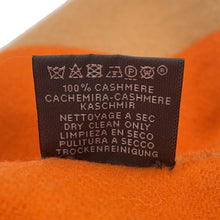 100% CASHMERE
CACHEMIRA-CASHMERE
KASCHMIR
NETTOYAGE A SEC
DRY CLEAN ONLY
LIMPIEZA EN SECO
PULITURA A SECCO
TROCKENREINIGUNG